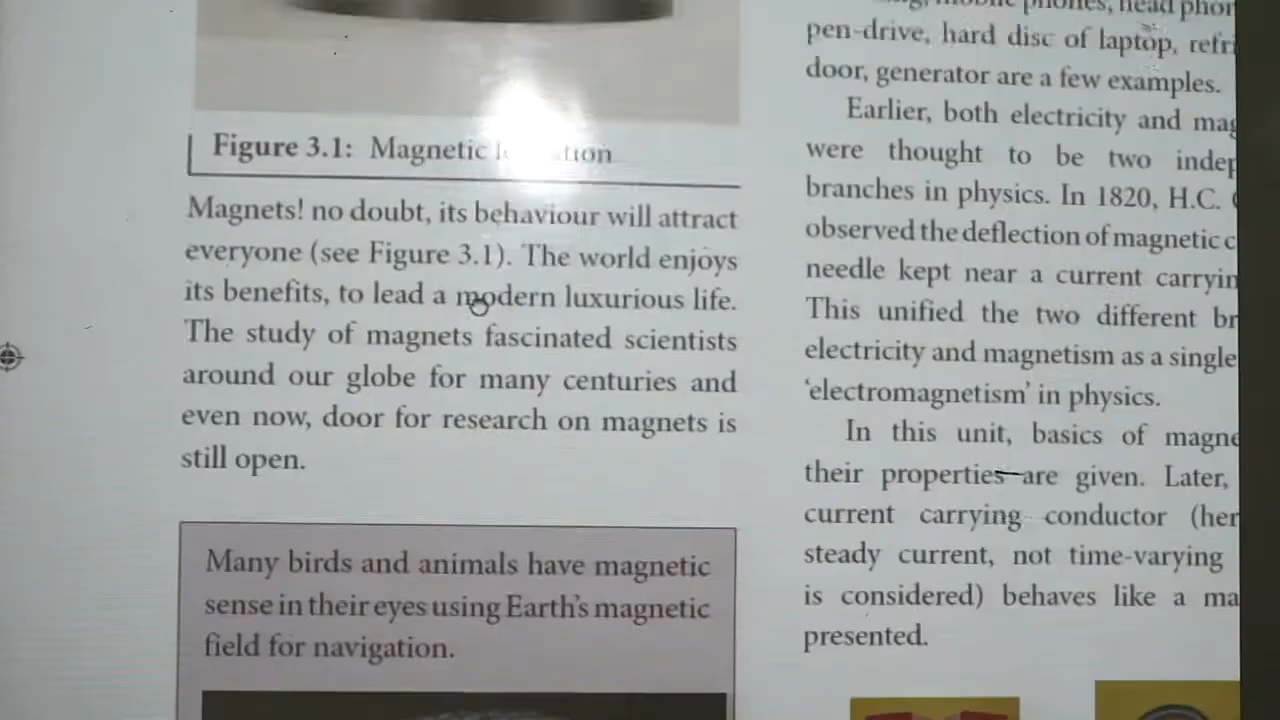 Figure 3.1: Magnetic
Magnets! no doubt, its behaviour will attract
everyone (see Figure 3.1). The world enjoys
its benefits, to lead a modern luxurious life.
The study of magnets fascinated scientists
around our globe for many centuries and
even now, door for research on magnets is
still open.
Many birds and animals have magnetic
sense in their eyes using Earth's magnetic
field for navigation.
phones, head
pen-drive, hard disc of laptop,
door, generator are a few examples.
Earlier, both electricity and
were thought to be two
branches in physics. In 1820, H.C.
observed the deflection of magnetic
needle kept near a current
This unified the two different
electricity and magnetism as a single
'electromagnetism' in physics.
In this unit, basics of
their properties are given. Later,
current carrying conductor
steady current, not time-varying
is considered) behaves like a
presented.